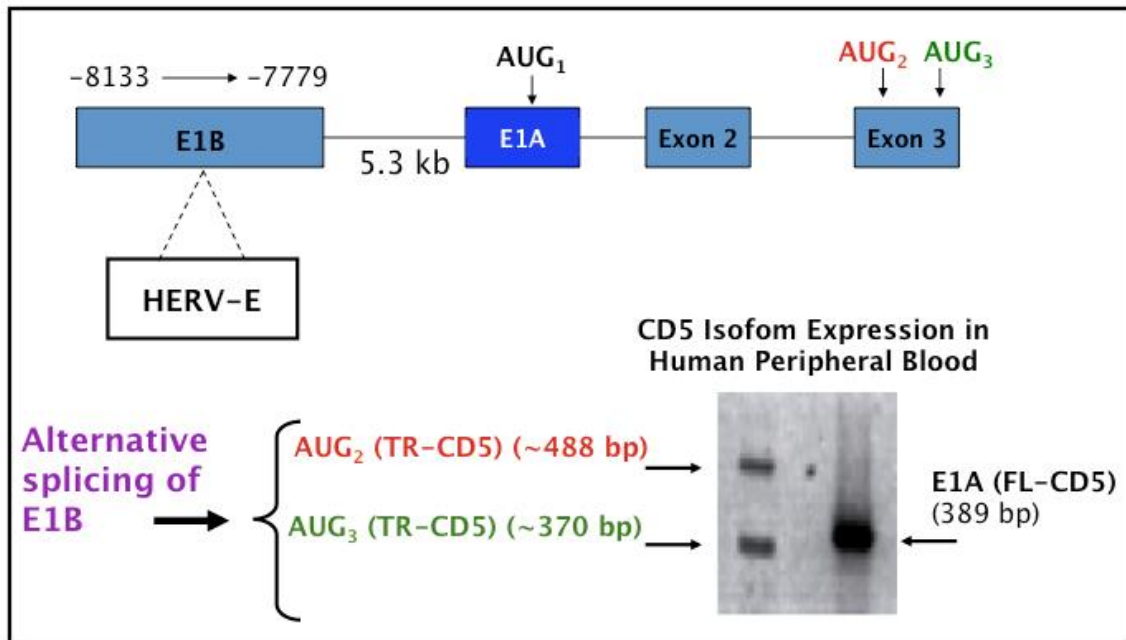 -8133 → -7779
AUG₁
AUG₂ AUG₃
E1B
E1A
Exon 2
Exon 3
5.3 kb
HERV-E
CD5 Isofom Expression in
Human Peripheral Blood
Alternative
splicing of
E1B
AUG₂ (TR-CD5) (~488 bp)
AUG₃ (TR-CD5) (~370 bp)
E1A (FL-CD5)
(389 bp)